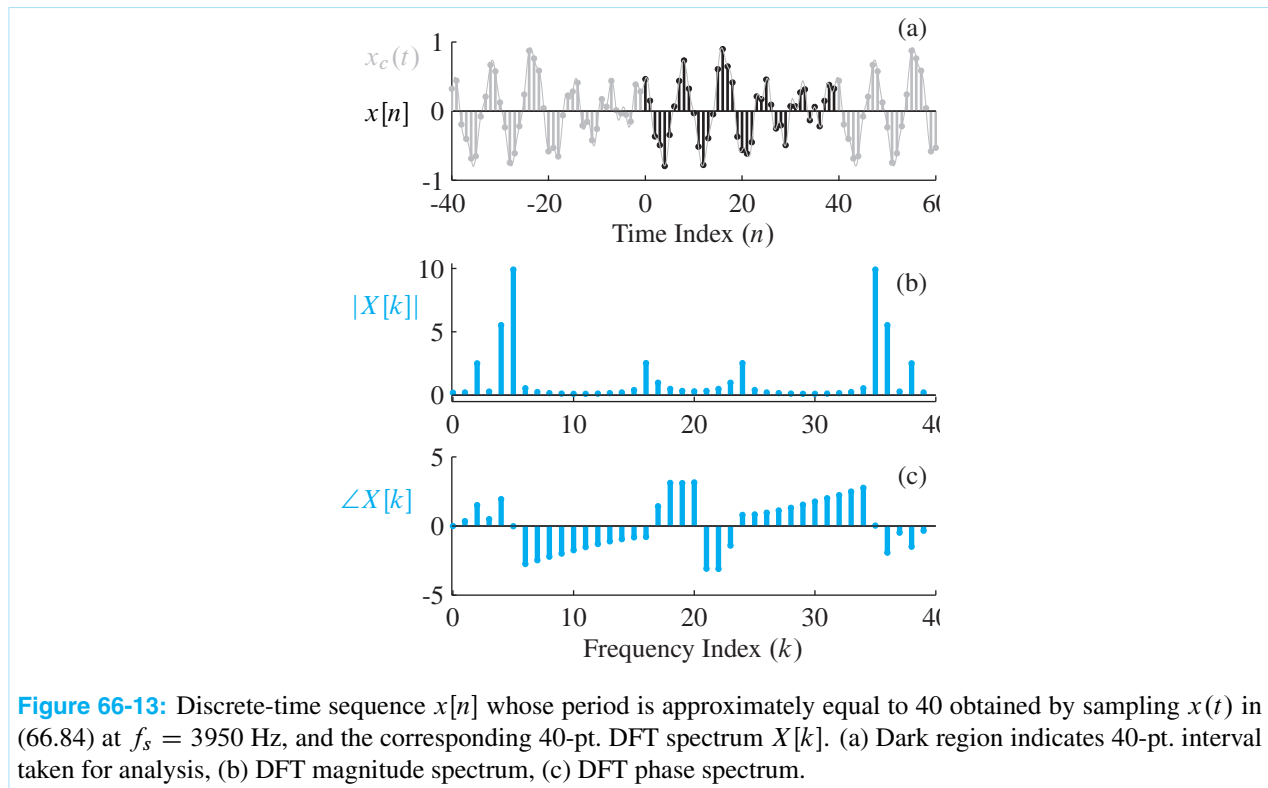 (a)
x_c(t)
x[n]
1
0
-1
-40 -20 0 20 40 60
Time Index (n)
(b)
|X[k]|
10
5
0
0 10 20 30 40
(c)
∠X[k]
5
0
-5
0 10 20 30 40
Frequency Index (k)
Figure 66-13: Discrete-time sequence x[n] whose period is approximately equal to 40 obtained by sampling x(t) in
(66.84) at f_s = 3950 Hz, and the corresponding 40-pt. DFT spectrum X[k]. (a) Dark region indicates 40-pt. interval
taken for analysis, (b) DFT magnitude spectrum, (c) DFT phase spectrum.